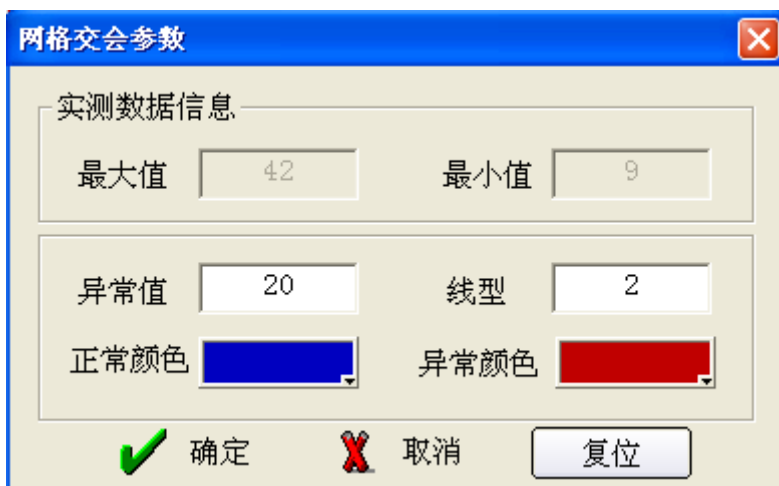 网格交会参数
实测数据信息
最大值 42 最小值 9
异常值 20 线型 2
正常颜色 异常颜色
确定 取消 复位